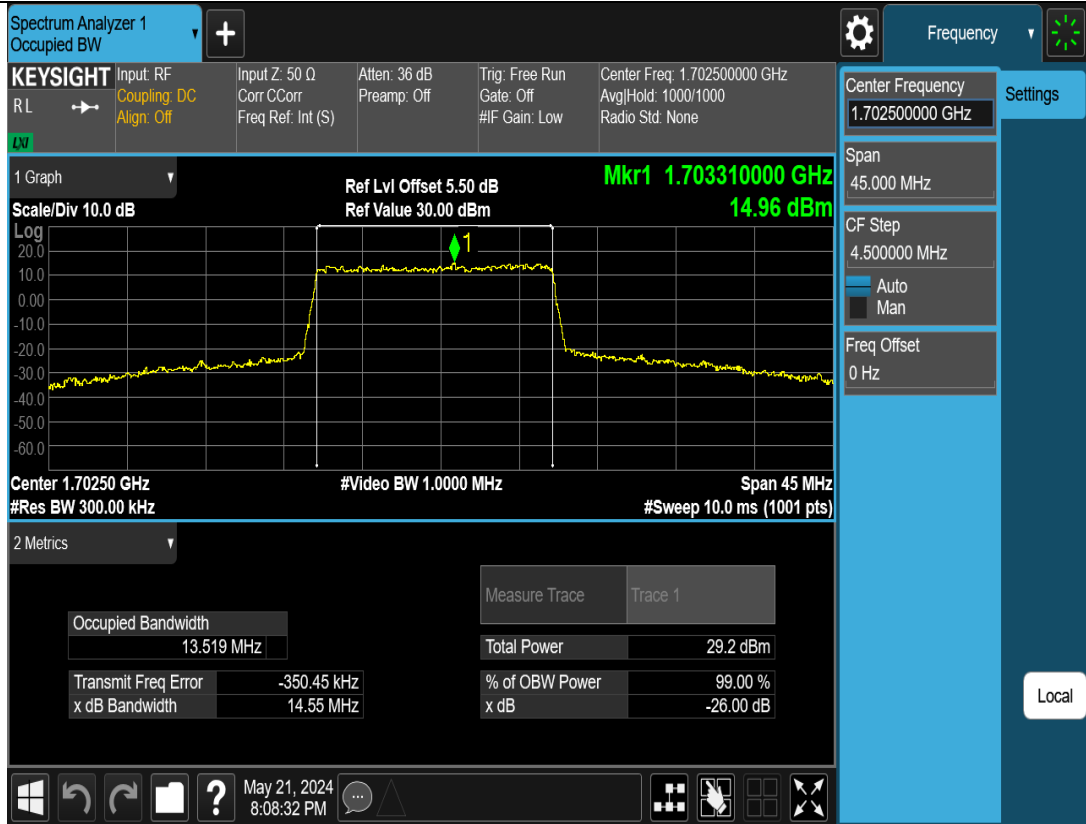 Spectrum Analyzer 1
Occupied BW
+
Frequency
KEYSIGHT
R L
LXI
Input: RF
Coupling: DC
Align: Off
Input Z: 50 Ω
Corr CCorr
Freq Ref: Int (S)
Atten: 36 dB
Preamp: Off
Trig: Free Run
Gate: Off
#IF Gain: Low
Center Freq: 1.702500000 GHz
Avg|Hold: 1000/1000
Radio Std: None
Center Frequency
1.702500000 GHz
Settings
Span
45.000 MHz
CF Step
4.500000 MHz
Auto
Man
Freq Offset
0 Hz
Local
1 Graph
Scale/Div 10.0 dB
Ref Lvl Offset 5.50 dB
Ref Value 30.00 dBm
Mkr1 1.703310000 GHz
14.96 dBm
Log
1
20.0
10.0
0.00
-10.0
-20.0
-30.0
-40.0
-50.0
-60.0
Center 1.70250 GHz
#Video BW 1.0000 MHz
Span 45 MHz
#Res BW 300.00 kHz
#Sweep 10.0 ms (1001 pts)
2 Metrics
Measure Trace Trace 1
Occupied Bandwidth
13.519 MHz
Total Power 29.2 dBm
Transmit Freq Error -350.45 kHz
% of OBW Power 99.00 %
x dB Bandwidth 14.55 MHz
x dB -26.00 dB
?
May 21, 2024
8:08:32 PM